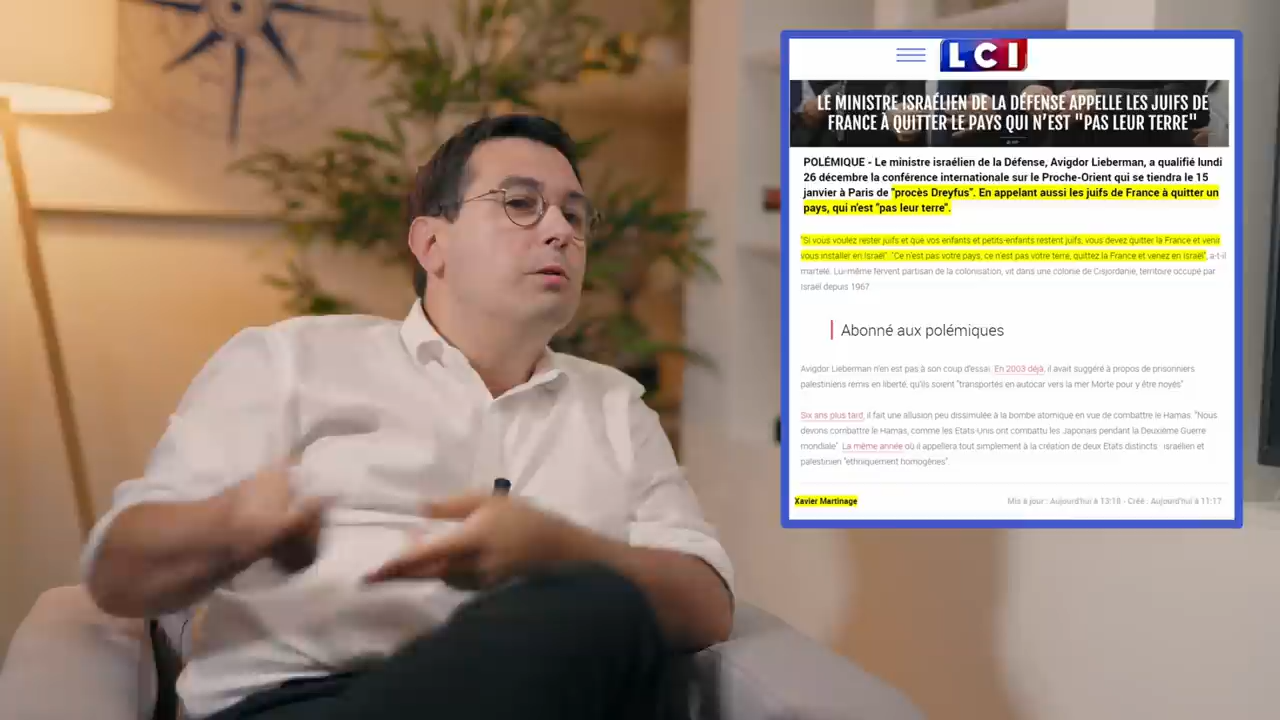 LCI
LE MINISTRE ISRAÉLIEN DE LA DÉFENSE APPELLE LES JUIFS DE
FRANCE À QUITTER LE PAYS QUI N'EST "PAS LEUR TERRE"
POLÉMIQUE - Le ministre israélien de la Défense, Avigdor Lieberman, a qualifié lundi
26 décembre la conférence internationale sur le Proche-Orient qui se tiendra le 15
janvier à Paris de "procès Dreyfus". En appelant aussi les juifs de France à quitter un
pays, qui n'est "pas leur terre".
"Si vous voulez rester juifs et que vos enfants et petits-enfants restent juifs, vous devez quitter la France et venir
vous installer en Israël". "Ce n'est pas votre pays, ce n'est pas votre terre, quittez la France et venez en Israël", a-t-il
martelé. Lui-même fervent partisan de la colonisation, vit dans une colonie de Cisjordanie, territoire occupé par
Israël depuis 1967
Abonné aux polémiques
Avigdor Lieberman n'en est pas à son coup d'essai. En 2003 déjà, il avait suggéré à propos de prisonniers
palestiniens remis en liberté, qu'ils soient "transportés en autocar vers la mer Morte pour y être noyés"
Six ans plus tard, il fait une allusion peu dissimulée à la bombe atomique en vue de combattre le Hamas. "Nous
devons combattre le Hamas, comme les Etats-Unis ont combattu les Japonais pendant la Deuxième Guerre
mondiale". La même année où il appellera tout simplement à la création de deux Etats distincts : israélien et
palestinien "ethniquement homogènes".
Xavier Martinage
Mis à jour : Aujourd'hui à 13:18 - Créé : Aujourd'hui à 11:17